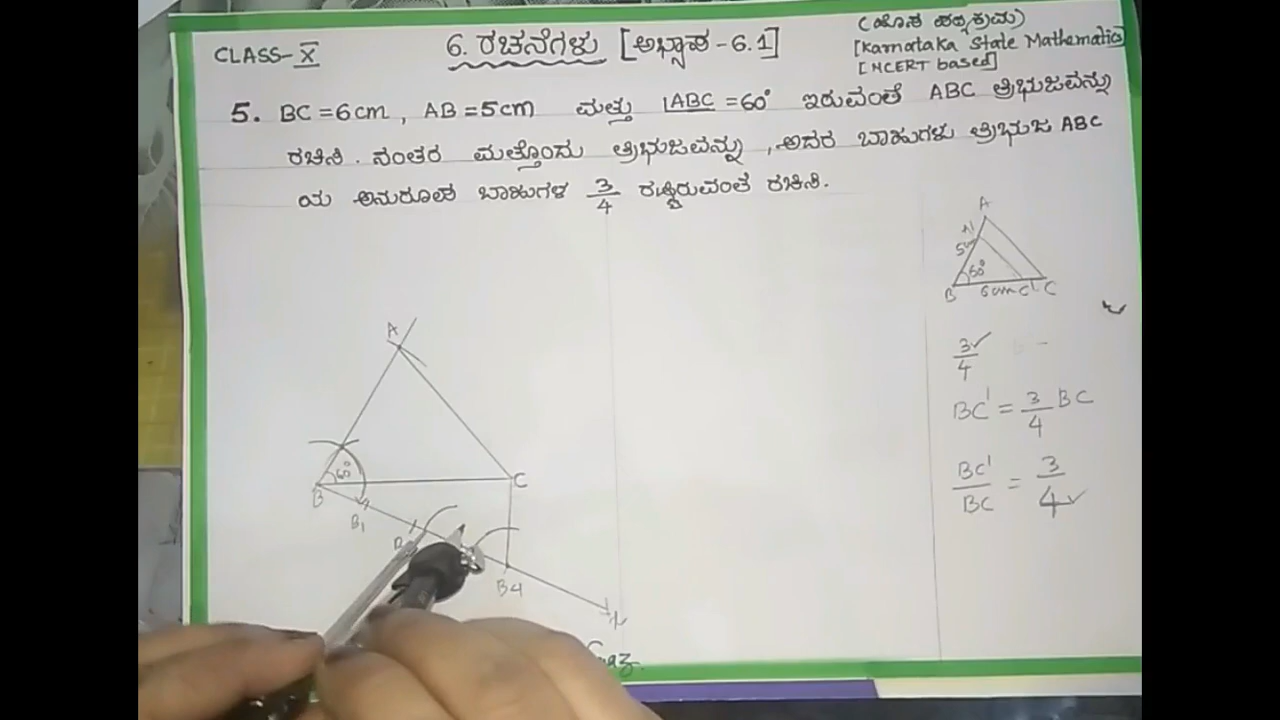 CLASS-X
6. ರಚನೆಗಳು [ಅಭ್ಯಾಸ-6.1]
(ಹೊಸ ಪಠ್ಯಕ್ರಮ)
[Karnataka State Mathematics]
[NCERT based]
5. BC=6cm, AB=5cm ಮತ್ತು ∠ABC=60° ಇರುವಂತೆ ABC ತ್ರಿಭುಜವನ್ನು
ರಚಿಸಿ. ನಂತರ ಮತ್ತೊಂದು ತ್ರಿಭುಜವನ್ನು, ಅದರ ಬಾಹುಗಳು ತ್ರಿಭುಜ ABC
ಯ ಅನುರೂಪ ಬಾಹುಗಳ 3/4 ರಷ್ಟಿರುವಂತೆ ರಚಿಸಿ.
A
A'
5cm
60°
B 6cm C' C
3/4
BC' = 3/4 BC
BC'/BC = 3/4
A
60°
B C
B1
B4